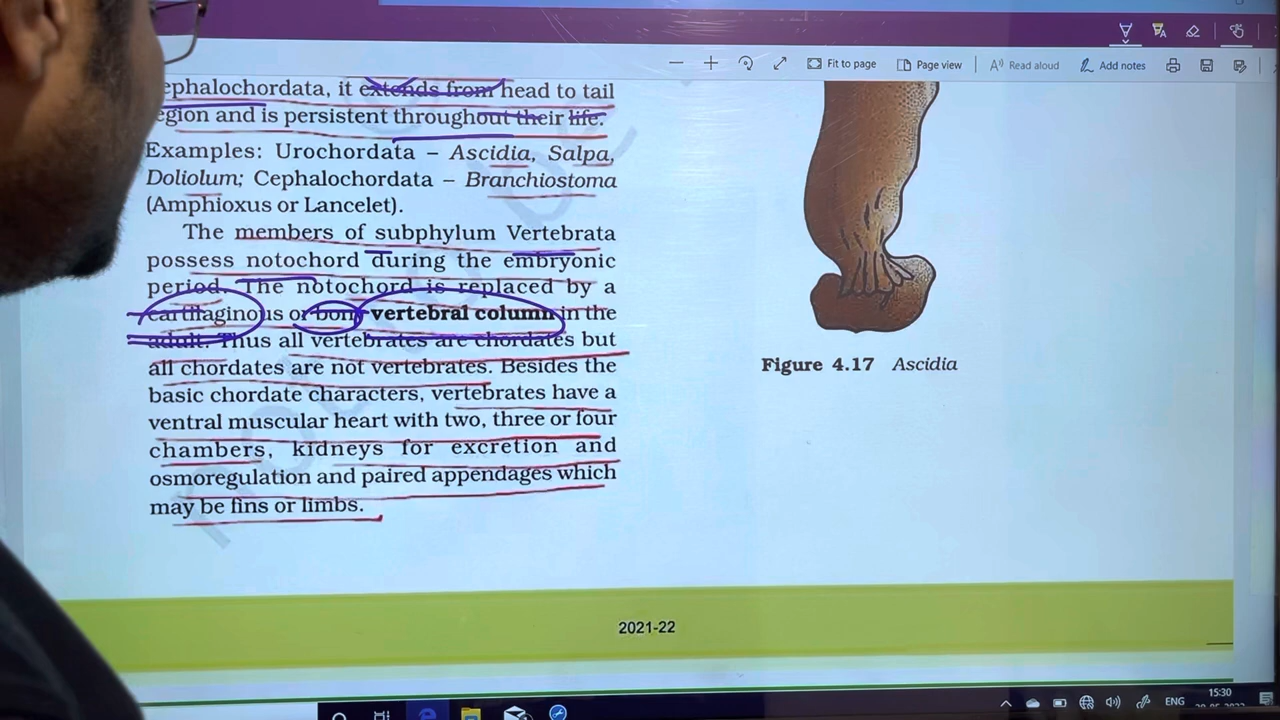 Fit to page
Page view
Read aloud
Add notes
ephalochordata, it extends from head to tail
egion and is persistent throughout their life.
Examples: Urochordata – Ascidia, Salpa,
Doliolum; Cephalochordata – Branchiostoma
(Amphioxus or Lancelet).
The members of subphylum Vertebrata
possess notochord during the embryonic
period. The notochord is replaced by a
cartilaginous or bony vertebral column in the
adult. Thus all vertebrates are chordates but
all chordates are not vertebrates. Besides the
basic chordate characters, vertebrates have a
ventral muscular heart with two, three or four
chambers, kidneys for excretion and
osmoregulation and paired appendages which
may be fins or limbs.
Figure 4.17 Ascidia
2021-22
ENG
15:30